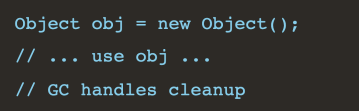 Object obj = new Object();
// ... use obj ...
// GC handles cleanup